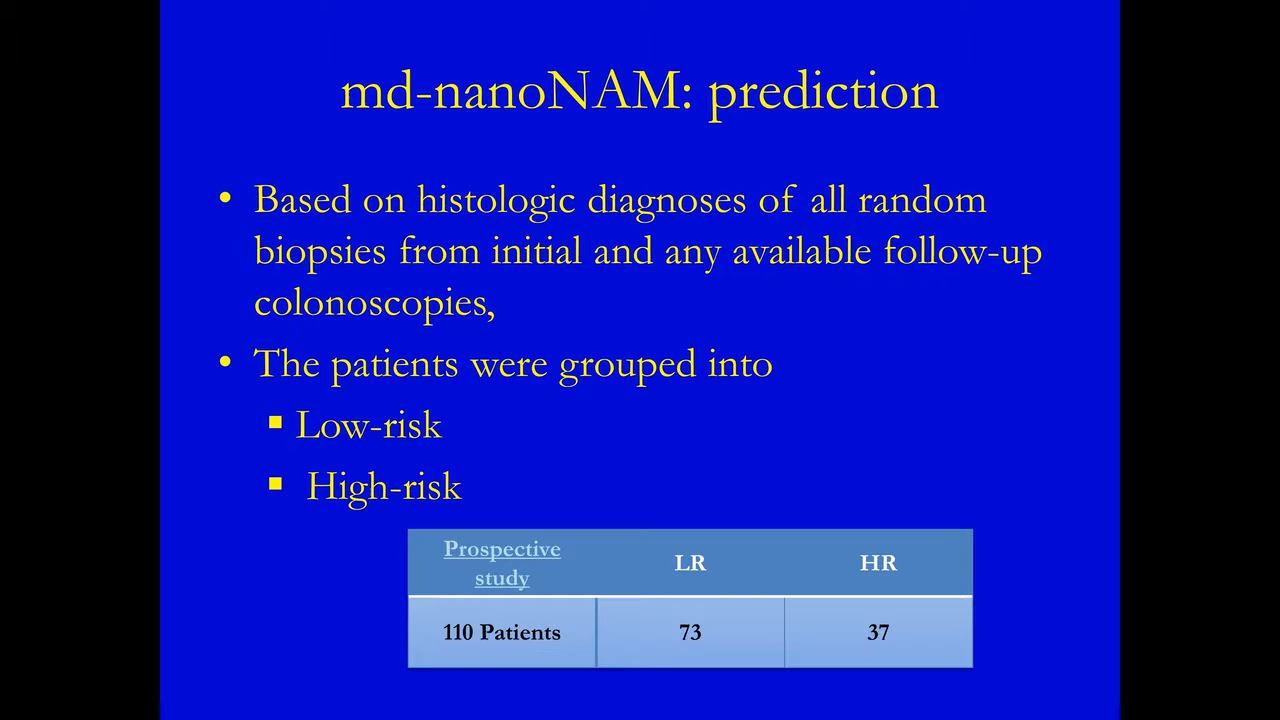 md-nanoNAM: prediction
• Based on histologic diagnoses of all random
biopsies from initial and any available follow-up
colonoscopies,
• The patients were grouped into
▪ Low-risk
▪ High-risk
Prospective
study
LR
HR
110 Patients
73
37